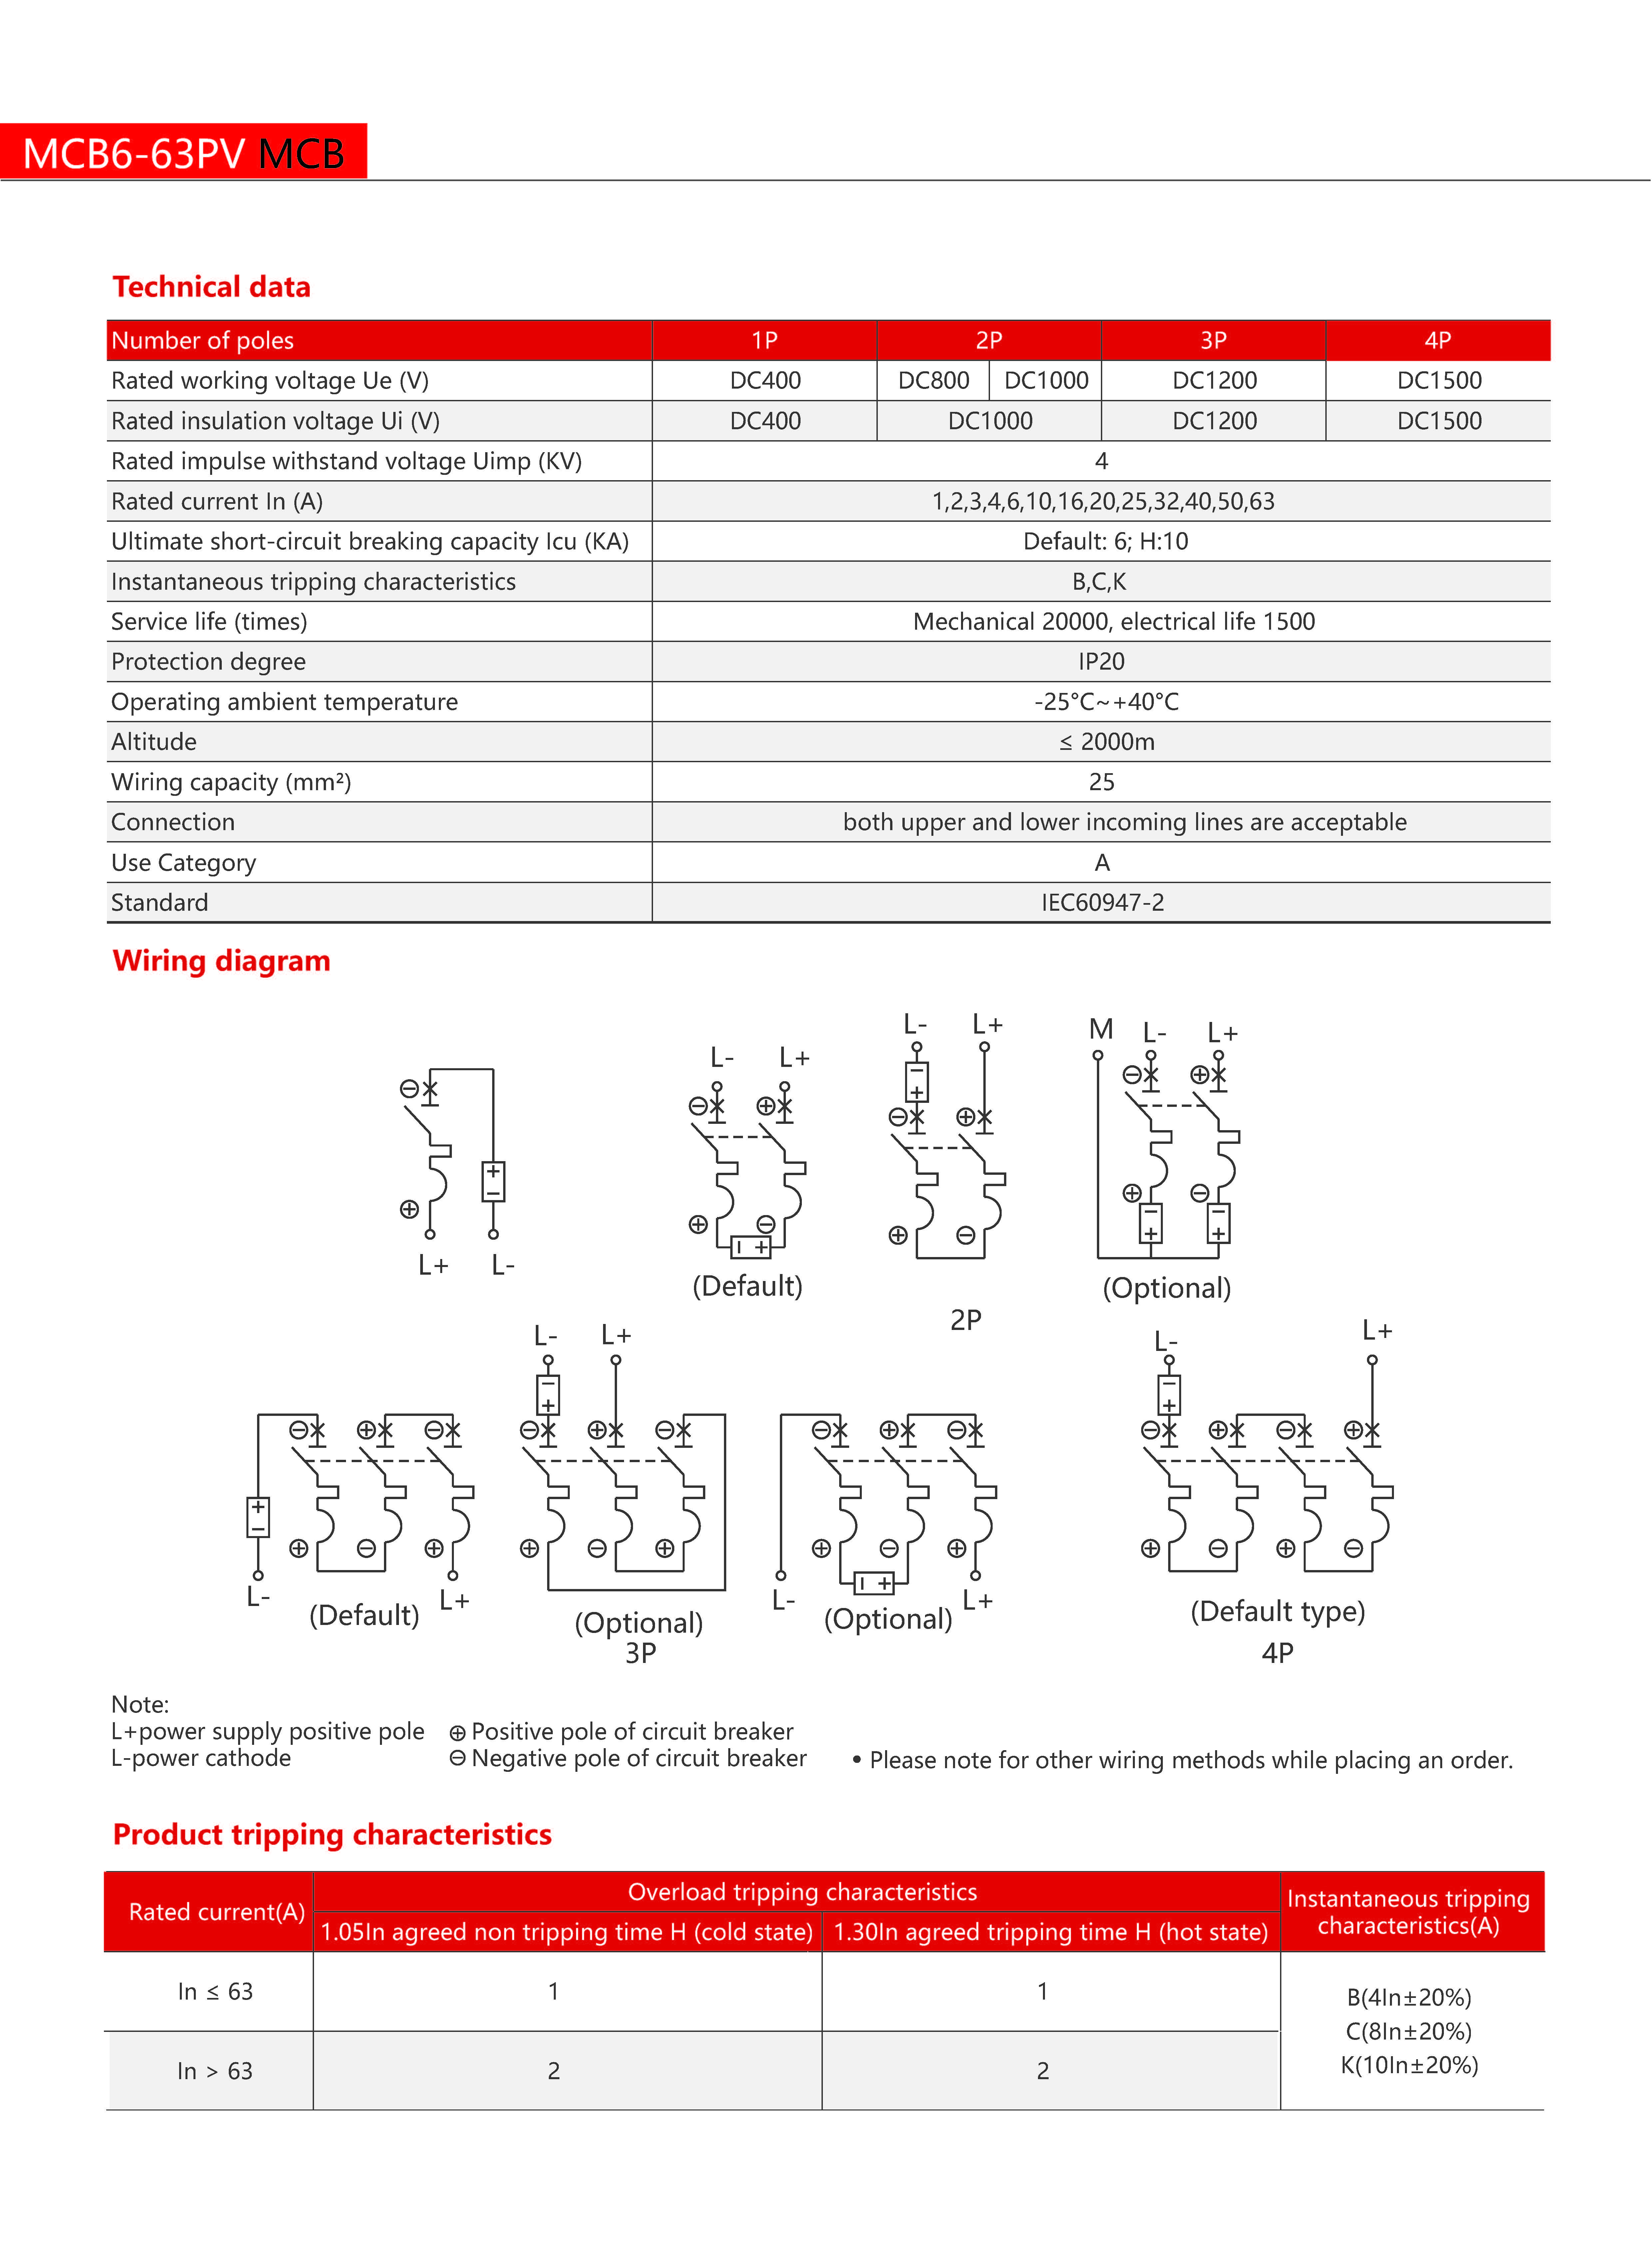 MCB6-63PV MCB
Technical data
Number of poles 1P 2P 3P 4P
Rated working voltage Ue (V) DC400 DC800 DC1000 DC1200 DC1500
Rated insulation voltage Ui (V) DC400 DC1000 DC1200 DC1500
Rated impulse withstand voltage Uimp (KV) 4
Rated current In (A) 1,2,3,4,6,10,16,20,25,32,40,50,63
Ultimate short-circuit breaking capacity Icu (KA) Default: 6; H:10
Instantaneous tripping characteristics B,C,K
Service life (times) Mechanical 20000, electrical life 1500
Protection degree IP20
Operating ambient temperature -25°C~+40°C
Altitude ≤ 2000m
Wiring capacity (mm²) 25
Connection both upper and lower incoming lines are acceptable
Use Category A
Standard IEC60947-2
Wiring diagram
L- L+ M L- L+
L- L+
⊖ ⊖ ⊕ − + ⊖ ⊕ ⊖ ⊕
+ −
⊕ ⊕ ⊖ − + ⊕ ⊖ ⊕ ⊖ − + − +
L+ L-
(Default) (Optional)
2P
L- L+ L- L+
− + − +
⊖ ⊕ ⊖ ⊖ ⊕ ⊖ ⊖ ⊕ ⊖ ⊖ ⊕ ⊖ ⊕
+ −
⊕ ⊖ ⊕ ⊕ ⊖ ⊕ ⊕ ⊖ ⊕ ⊕ ⊖ ⊕ ⊖
− +
L- L+ L- L+
(Default) (Optional) (Optional) (Default type)
3P 4P
Note:
L+power supply positive pole ⊕ Positive pole of circuit breaker
L-power cathode ⊖ Negative pole of circuit breaker • Please note for other wiring methods while placing an order.
Product tripping characteristics
Rated current(A) Overload tripping characteristics Instantaneous tripping characteristics(A)
1.05In agreed non tripping time H (cold state) 1.30In agreed tripping time H (hot state)
In ≤ 63 1 1
B(4In±20%)
C(8In±20%)
K(10In±20%)
In > 63 2 2